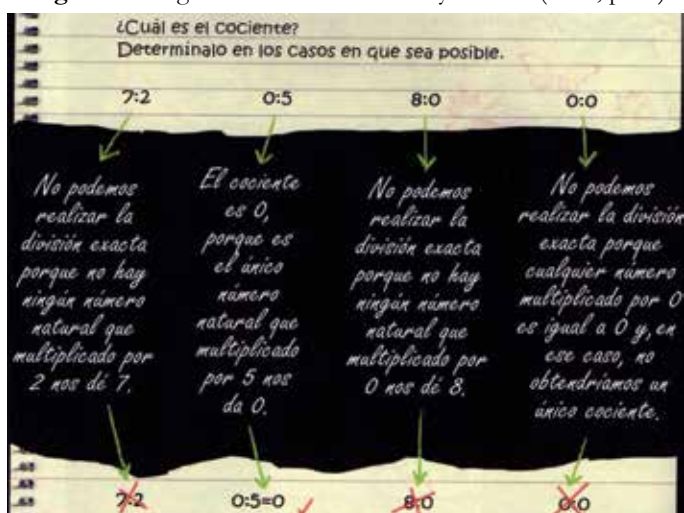 ¿Cuál es el cociente?
Determínalo en los casos en que sea posible.
7:2
0:5
8:0
0:0
No podemos
realizar la
división exacta
porque no hay
ningún número
natural que
multiplicado por
2 nos dé 7.
El cociente
es 0,
porque es
el único
número
natural que
multiplicado
por 5 nos
da 0.
No podemos
realizar la
división exacta
porque no hay
ningún número
natural que
multiplicado por
0 nos dé 8.
No podemos
realizar la división
exacta porque
cualquier número
multiplicado por 0
es igual a 0 y, en
ese caso, no
obtendríamos un
único cociente.
7:2
0:5=0
8:0
0:0